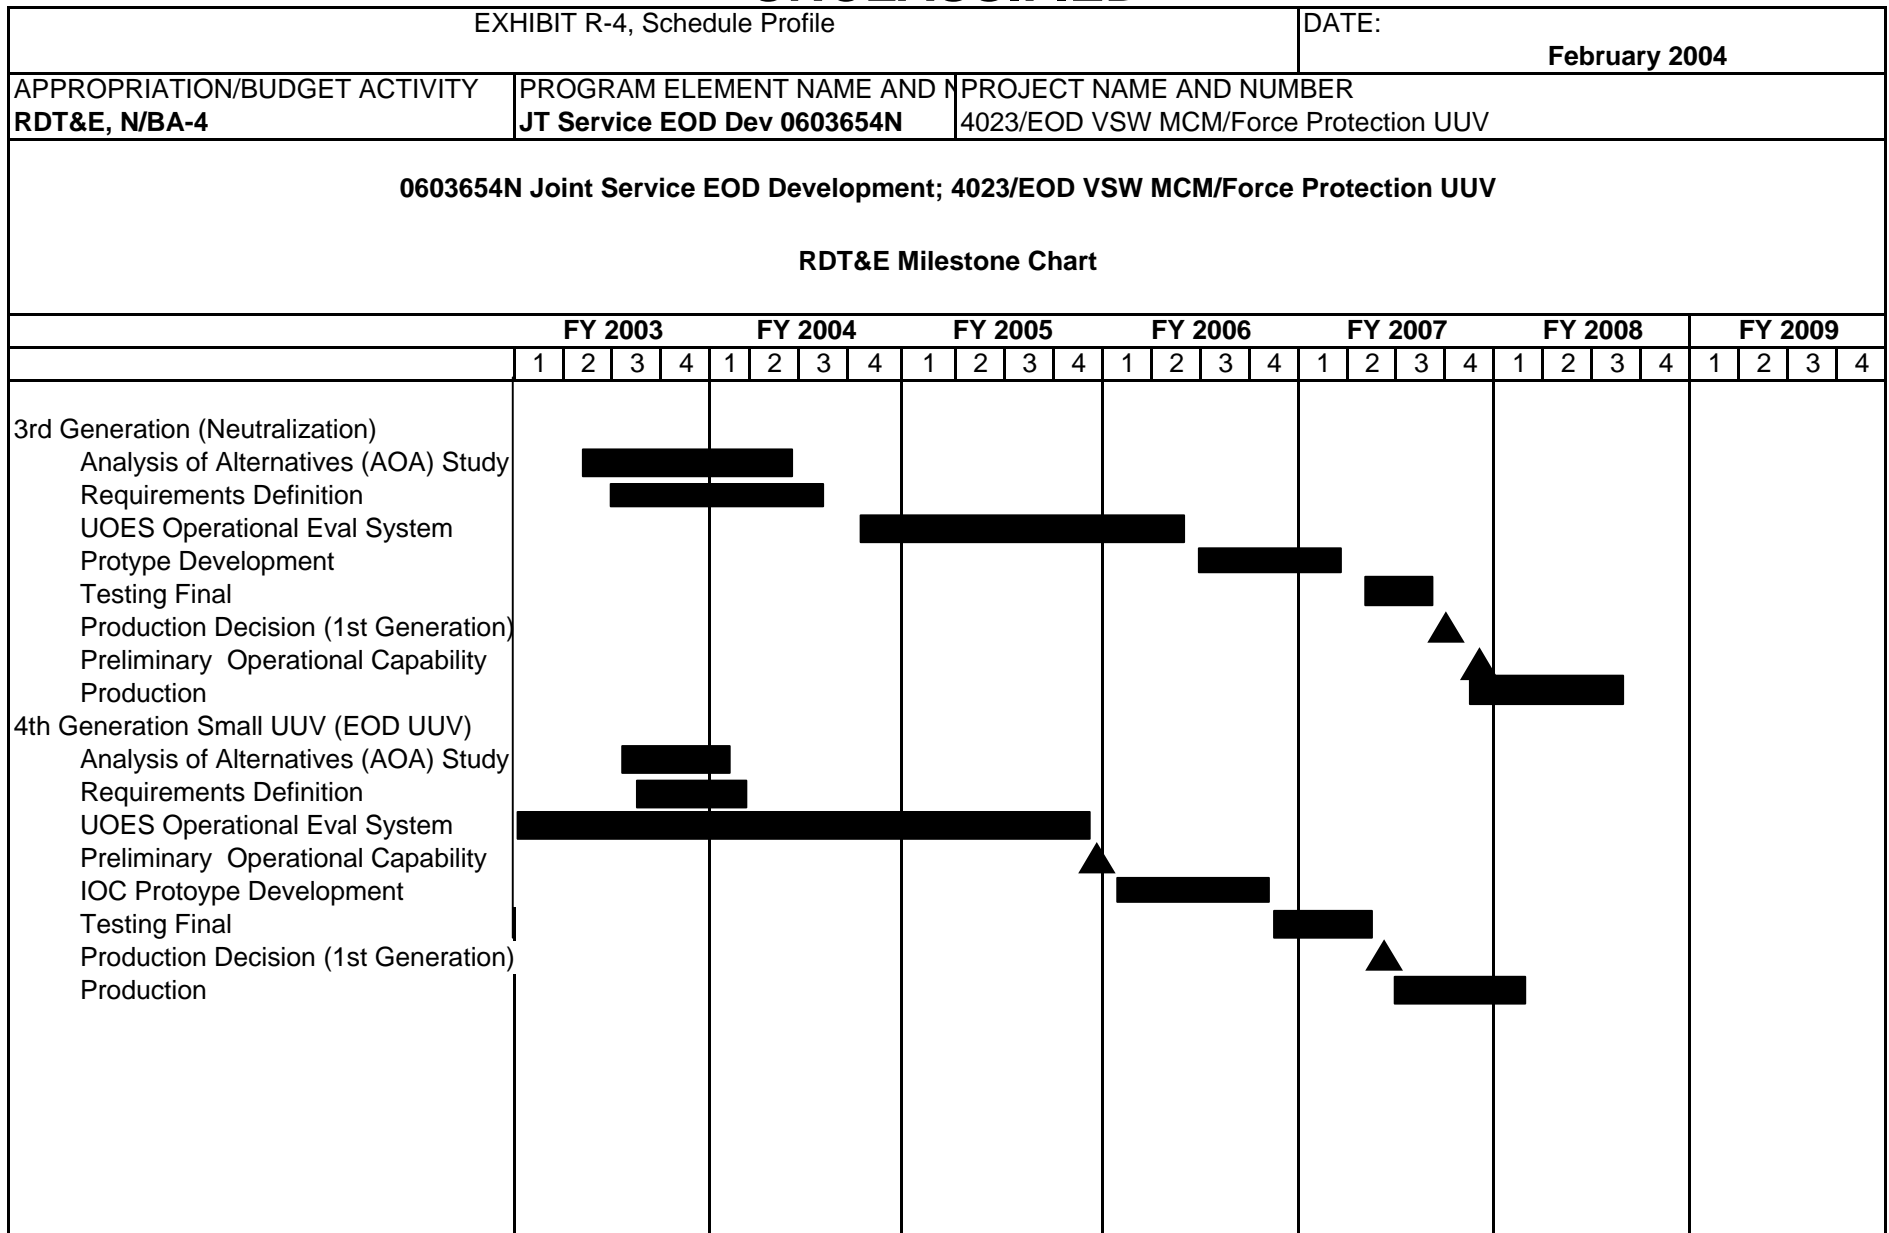 EXHIBIT R-4, Schedule Profile DATE:
February 2004
APPROPRIATION/BUDGET ACTIVITY PROGRAM ELEMENT NAME AND N PROJECT NAME AND NUMBER
RDT&E, N/BA-4 JT Service EOD Dev 0603654N 4023/EOD VSW MCM/Force Protection UUV
0603654N Joint Service EOD Development; 4023/EOD VSW MCM/Force Protection UUV
RDT&E Milestone Chart
FY 2003 FY 2004 FY 2005 FY 2006 FY 2007 FY 2008 FY 2009
1 2 3 4 1 2 3 4 1 2 3 4 1 2 3 4 1 2 3 4 1 2 3 4 1 2 3 4
3rd Generation (Neutralization)
Analysis of Alternatives (AOA) Study
Requirements Definition
UOES Operational Eval System
Protype Development
Testing Final
Production Decision (1st Generation)
Preliminary Operational Capability
Production
4th Generation Small UUV (EOD UUV)
Analysis of Alternatives (AOA) Study
Requirements Definition
UOES Operational Eval System
Preliminary Operational Capability
IOC Protoype Development
Testing Final
Production Decision (1st Generation)
Production